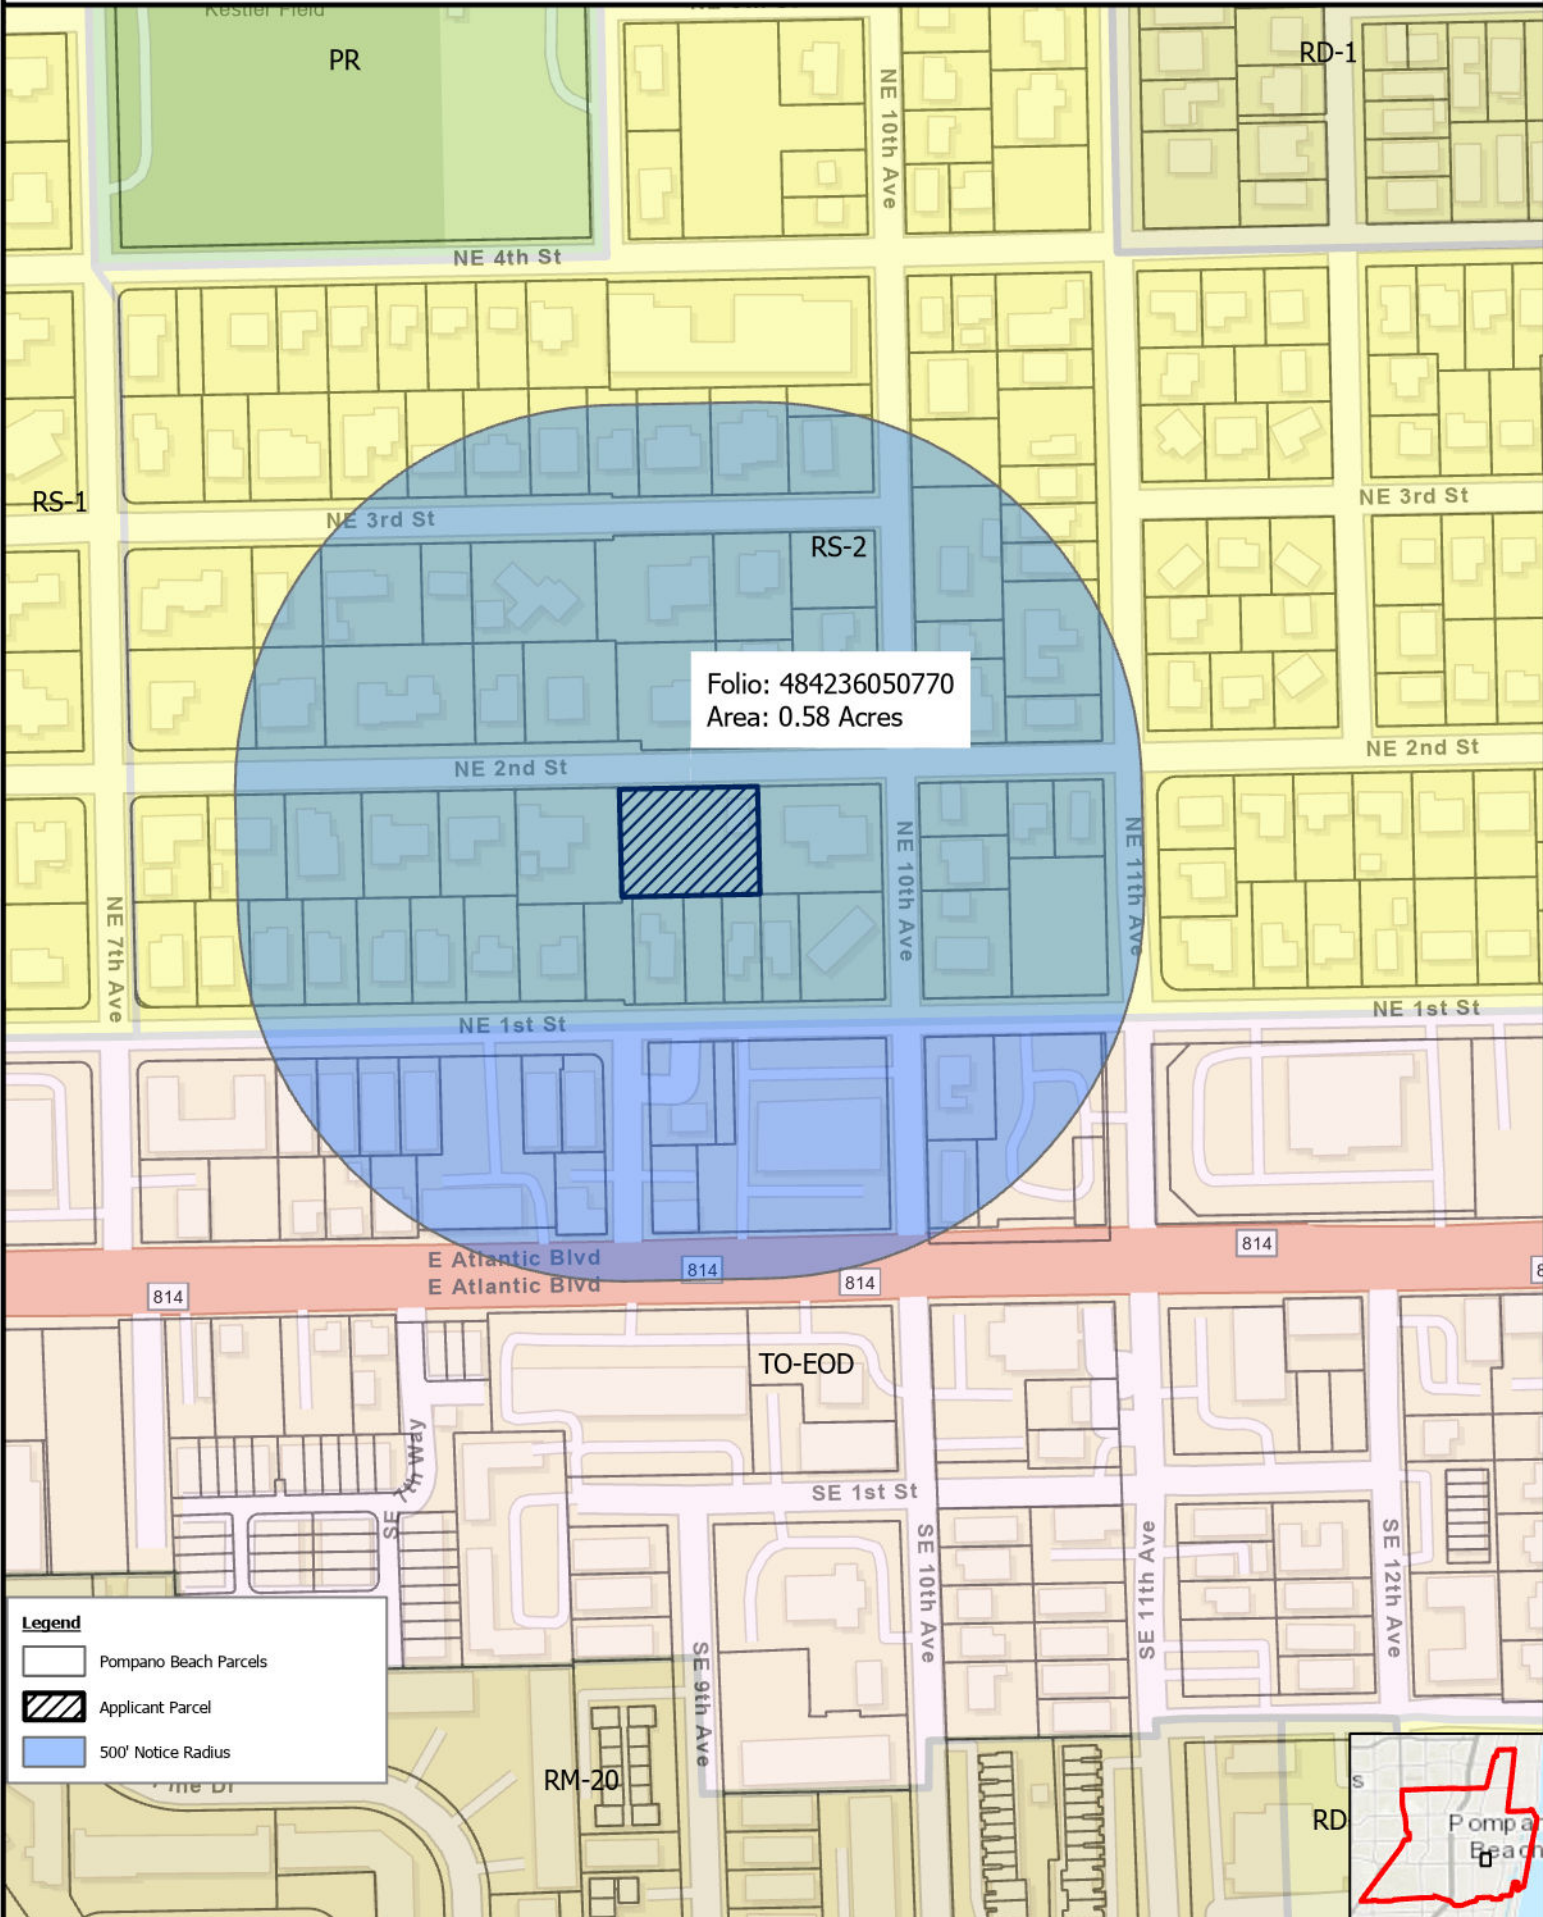 Kestler Field
PR
RD-1
NE 10th Ave
NE 4th St
RS-1
NE 3rd St
NE 3rd St
RS-2
Folio: 484236050770
Area: 0.58 Acres
NE 2nd St
NE 2nd St
NE 7th Ave
NE 10th Ave
NE 11th Ave
NE 1st St
NE 1st St
E Atlantic Blvd
E Atlantic Blvd
814
814
814
814
8
TO-EOD
SE 7th Way
SE 1st St
SE 10th Ave
SE 11th Ave
SE 12th Ave
SE 9th Ave
Legend
Pompano Beach Parcels
Applicant Parcel
500' Notice Radius
Dr
RM-20
RD
S
Pompan
Beach